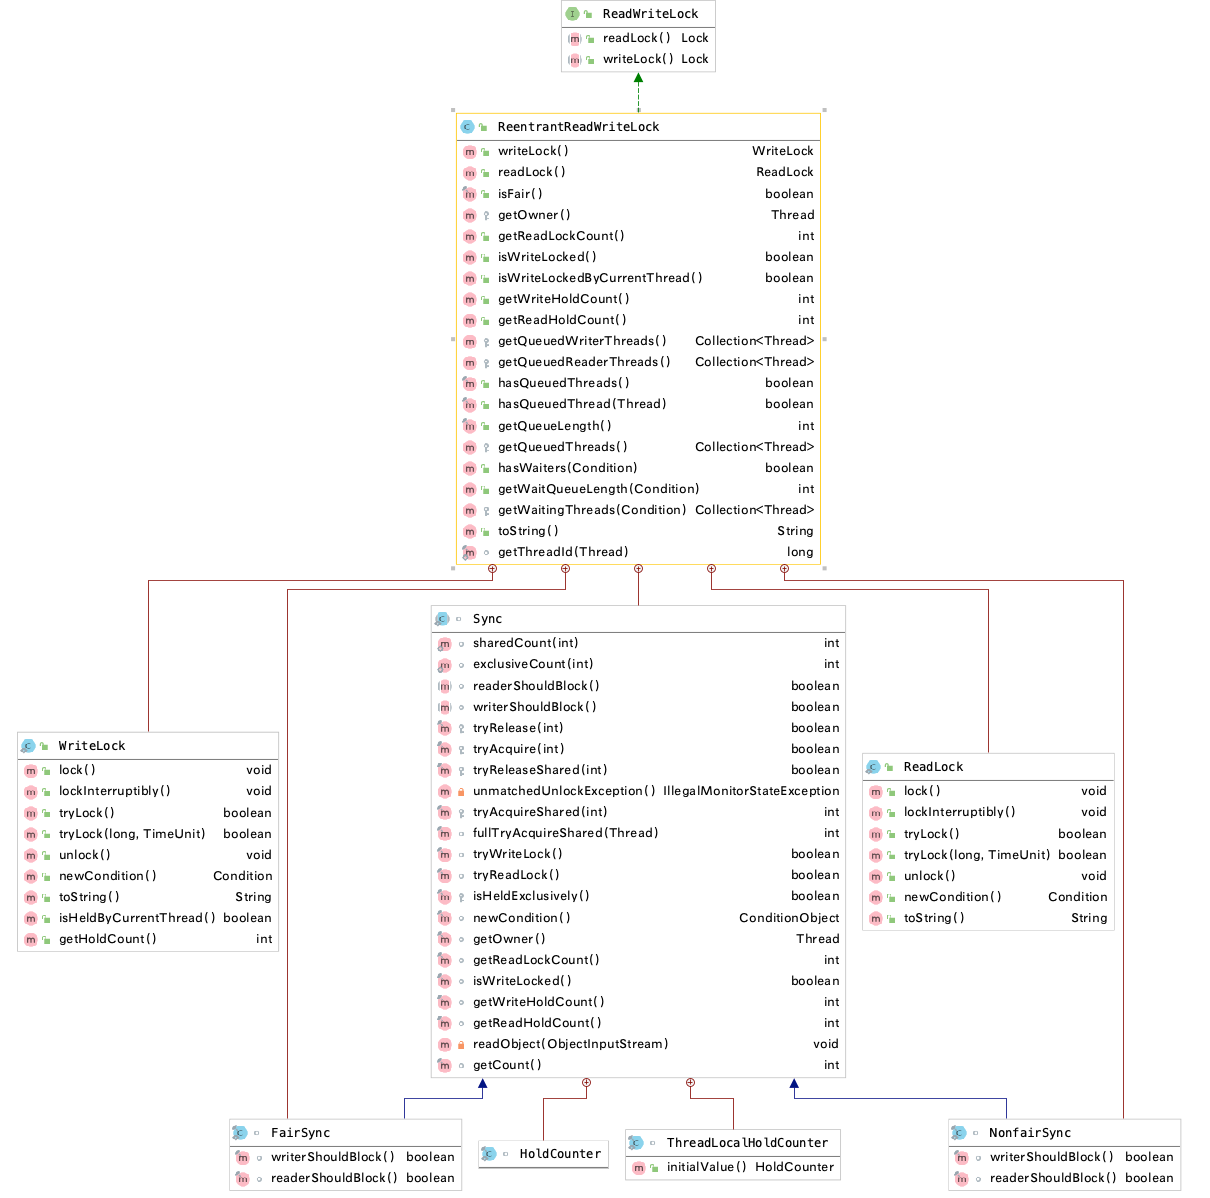 ReadWriteLock
readLock() Lock
writeLock() Lock
ReentrantReadWriteLock
writeLock() WriteLock
readLock() ReadLock
isFair() boolean
getOwner() Thread
getReadLockCount() int
isWriteLocked() boolean
isWriteLockedByCurrentThread() boolean
getWriteHoldCount() int
getReadHoldCount() int
getQueuedWriterThreads() Collection<Thread>
getQueuedReaderThreads() Collection<Thread>
hasQueuedThreads() boolean
hasQueuedThread(Thread) boolean
getQueueLength() int
getQueuedThreads() Collection<Thread>
hasWaiters(Condition) boolean
getWaitQueueLength(Condition) int
getWaitingThreads(Condition) Collection<Thread>
toString() String
getThreadId(Thread) long
Sync
sharedCount(int) int
exclusiveCount(int) int
readerShouldBlock() boolean
writerShouldBlock() boolean
tryRelease(int) boolean
tryAcquire(int) boolean
tryReleaseShared(int) boolean
unmatchedUnlockException() IllegalMonitorStateException
tryAcquireShared(int) int
fullTryAcquireShared(Thread) int
tryWriteLock() boolean
tryReadLock() boolean
isHeldExclusively() boolean
newCondition() ConditionObject
getOwner() Thread
getReadLockCount() int
isWriteLocked() boolean
getWriteHoldCount() int
getReadHoldCount() int
readObject(ObjectInputStream) void
getCount() int
WriteLock
lock() void
lockInterruptibly() void
tryLock() boolean
tryLock(long, TimeUnit) boolean
unlock() void
newCondition() Condition
toString() String
isHeldByCurrentThread() boolean
getHoldCount() int
ReadLock
lock() void
lockInterruptibly() void
tryLock() boolean
tryLock(long, TimeUnit) boolean
unlock() void
newCondition() Condition
toString() String
FairSync
writerShouldBlock() boolean
readerShouldBlock() boolean
HoldCounter
ThreadLocalHoldCounter
initialValue() HoldCounter
NonfairSync
writerShouldBlock() boolean
readerShouldBlock() boolean